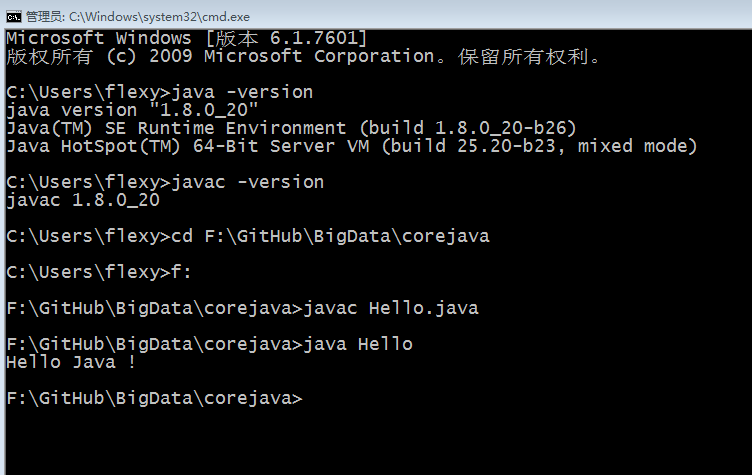 管理员: C:\Windows\system32\cmd.exe
Microsoft Windows [版本 6.1.7601]
版权所有 (c) 2009 Microsoft Corporation。保留所有权利。
C:\Users\flexy>java -version
java version "1.8.0_20"
Java(TM) SE Runtime Environment (build 1.8.0_20-b26)
Java HotSpot(TM) 64-Bit Server VM (build 25.20-b23, mixed mode)
C:\Users\flexy>javac -version
javac 1.8.0_20
C:\Users\flexy>cd F:\GitHub\BigData\corejava
C:\Users\flexy>f:
F:\GitHub\BigData\corejava>javac Hello.java
F:\GitHub\BigData\corejava>java Hello
Hello Java !
F:\GitHub\BigData\corejava>